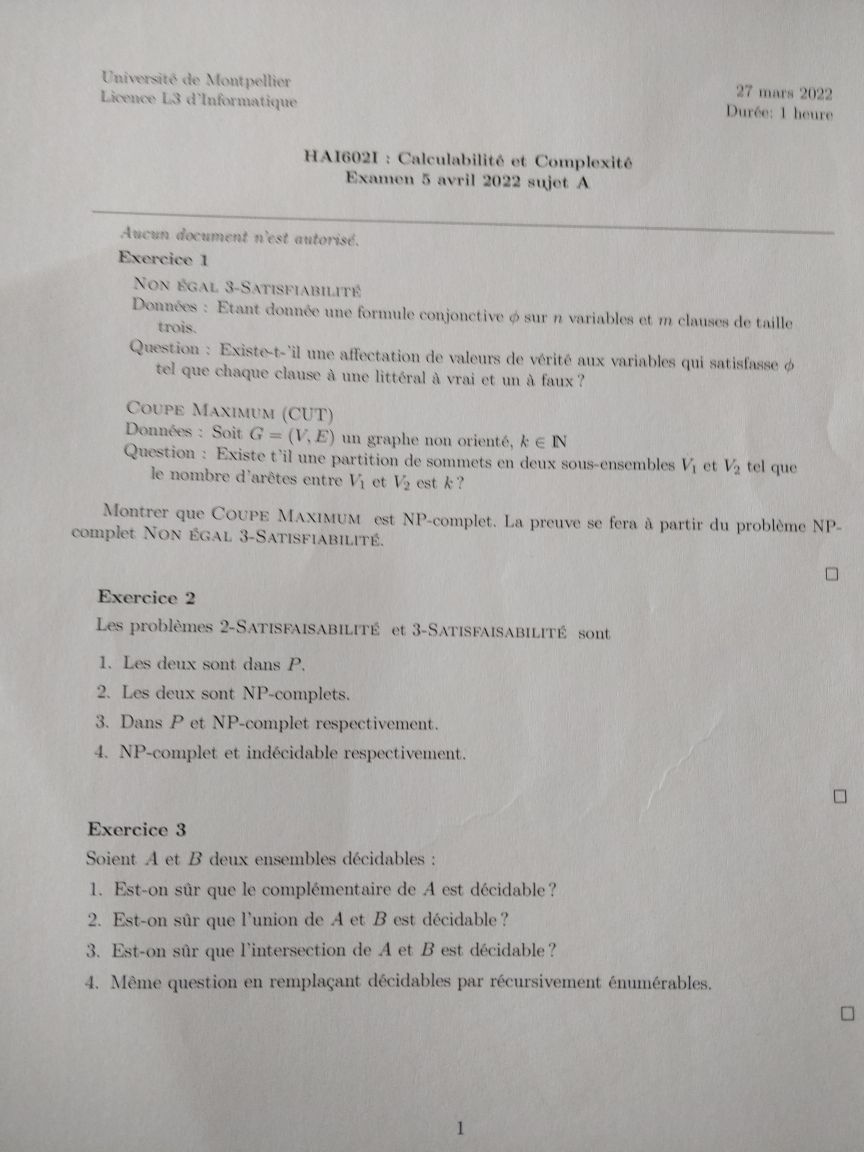 Université de Montpellier
Licence L3 d'Informatique
27 mars 2022
Durée: 1 heure
HAI602I : Calculabilité et Complexité
Examen 5 avril 2022 sujet A
Aucun document n'est autorisé.
Exercice 1
NON ÉGAL 3-SATISFIABILITÉ
Données : Etant donnée une formule conjonctive ϕ sur n variables et m clauses de taille
trois.
Question : Existe-t-'il une affectation de valeurs de vérité aux variables qui satisfasse ϕ
tel que chaque clause à une littéral à vrai et un à faux ?
COUPE MAXIMUM (CUT)
Données : Soit G = (V, E) un graphe non orienté, k ∈ ℕ
Question : Existe t'il une partition de sommets en deux sous-ensembles V₁ et V₂ tel que
le nombre d'arêtes entre V₁ et V₂ est k ?
Montrer que COUPE MAXIMUM est NP-complet. La preuve se fera à partir du problème NP-
complet NON ÉGAL 3-SATISFIABILITÉ.
□
Exercice 2
Les problèmes 2-SATISFAISABILITÉ et 3-SATISFAISABILITÉ sont
1. Les deux sont dans P.
2. Les deux sont NP-complets.
3. Dans P et NP-complet respectivement.
4. NP-complet et indécidable respectivement.
□
Exercice 3
Soient A et B deux ensembles décidables :
1. Est-on sûr que le complémentaire de A est décidable ?
2. Est-on sûr que l'union de A et B est décidable ?
3. Est-on sûr que l'intersection de A et B est décidable ?
4. Même question en remplaçant décidables par récursivement énumérables.
□
1